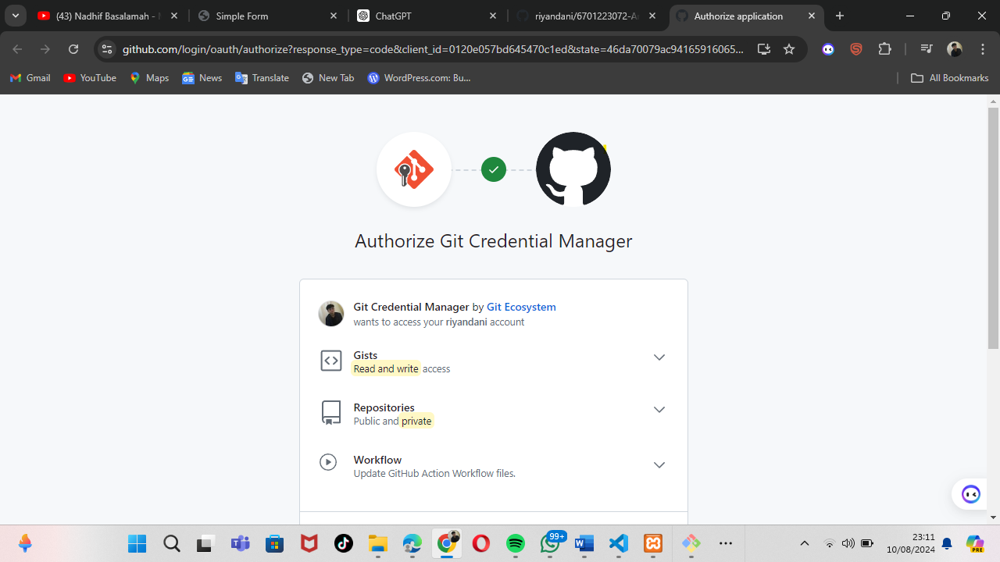 (43) Nadhif Basalamah -
Simple Form
ChatGPT
riyandani/6701223072-A
Authorize application
github.com/login/oauth/authorize?response_type=code&client_id=0120e057bd645470c1ed&state=46da70079ac94165916065...
Gmail
YouTube
Maps
News
Translate
New Tab
WordPress.com: Bu...
All Bookmarks
Authorize Git Credential Manager
Git Credential Manager by Git Ecosystem
wants to access your riyandani account
Gists
Read and write access
Repositories
Public and private
Workflow
Update GitHub Action Workflow files.
99+
23:11
10/08/2024
PRE